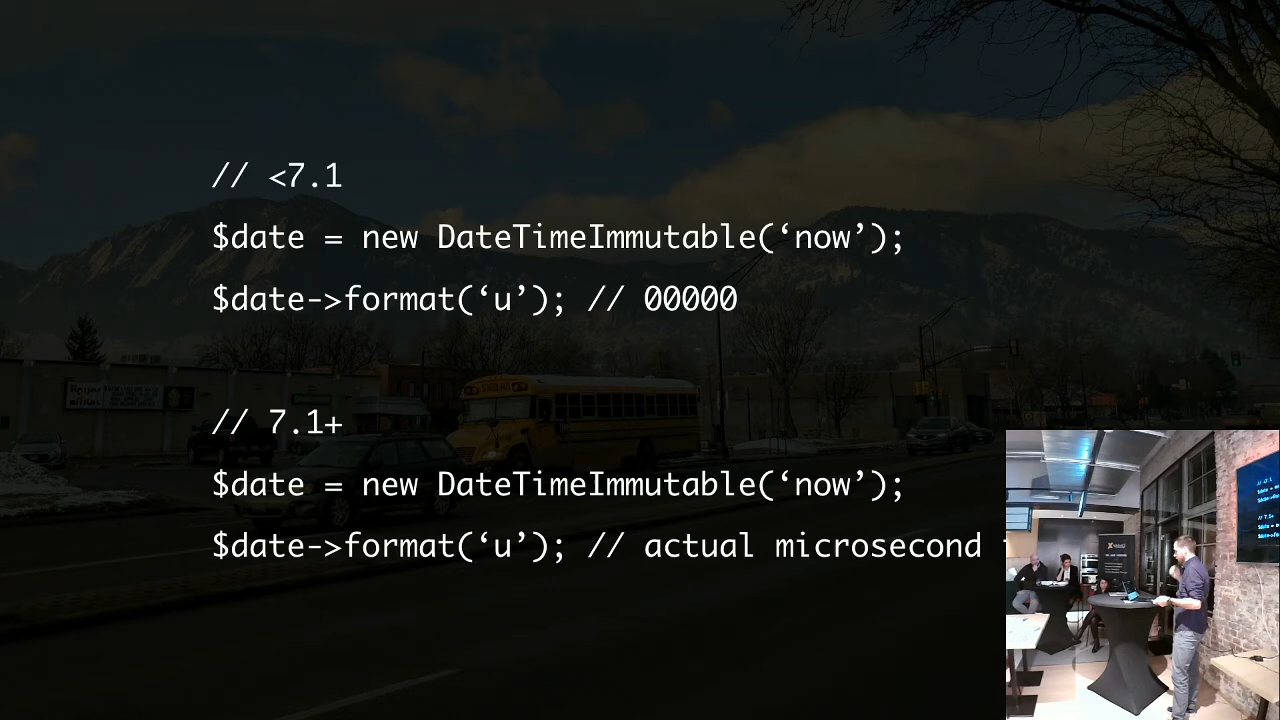 // <7.1
$date = new DateTimeImmutable(‘now’);
$date->format(‘u’); // 00000
// 7.1+
$date = new DateTimeImmutable(‘now’);
$date->format(‘u’); // actual microsecond